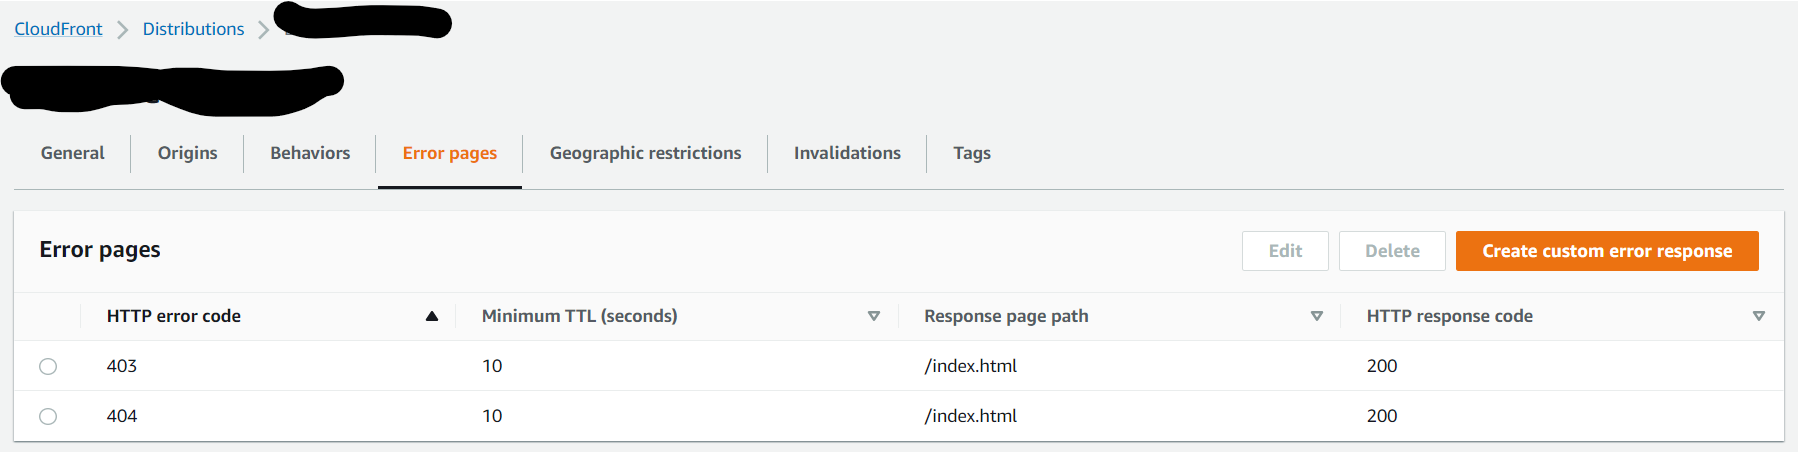 CloudFront Distributions
General Origins Behaviors Error pages Geographic restrictions Invalidations Tags
Error pages Edit Delete Create custom error response
HTTP error code Minimum TTL (seconds) Response page path HTTP response code
403 10 /index.html 200
404 10 /index.html 200